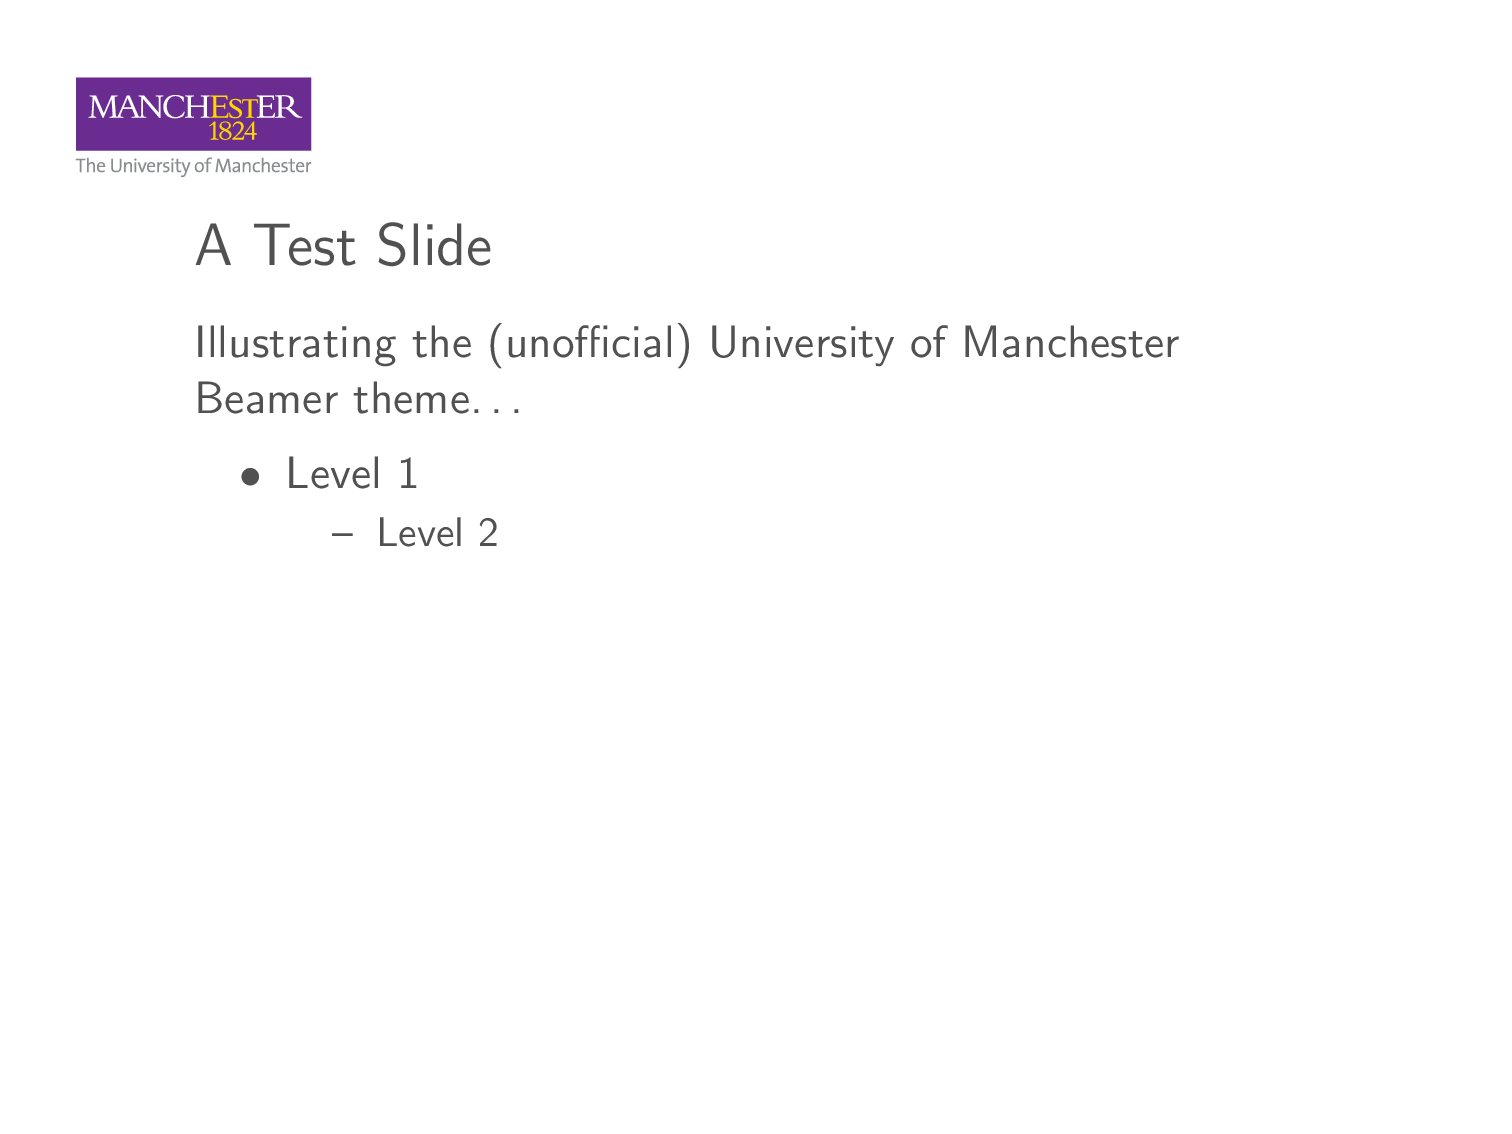 MANCHEStER
1824
The University of Manchester
A Test Slide
Illustrating the (unofficial) University of Manchester
Beamer theme. . .
• Level 1
– Level 2